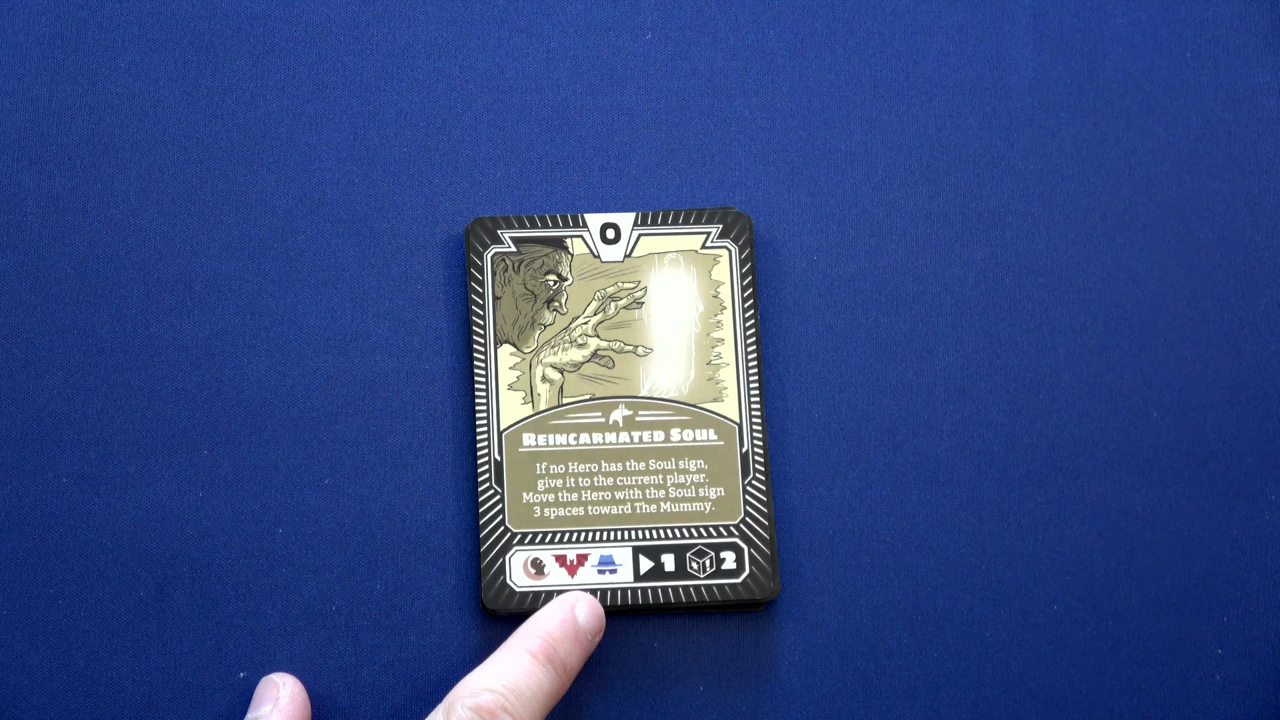 0
REINCARNATED SOUL
If no Hero has the Soul sign,
give it to the current player.
Move the Hero with the Soul sign
3 spaces toward The Mummy.
1 2